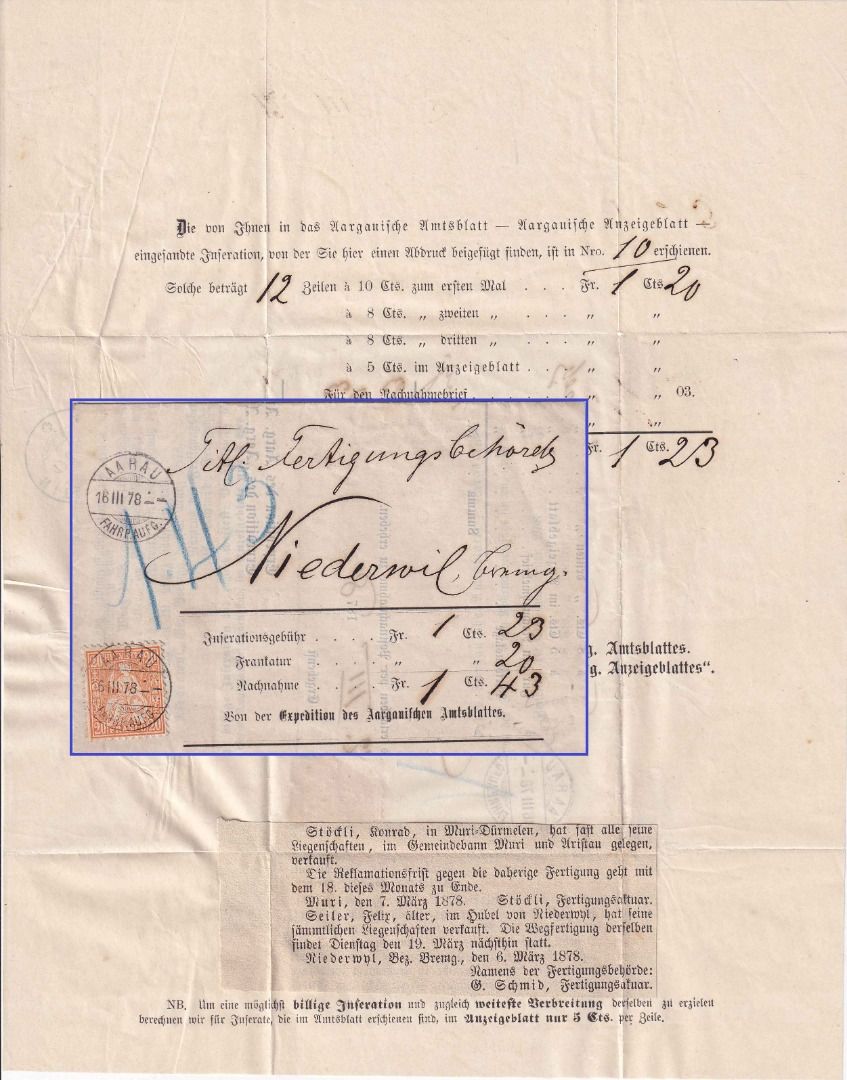 Die von Ihnen in das Aargauische Amtsblatt — Aargauische Anzeigeblatt —
eingesandte Inseration, von der Sie hier einen Abdruck beigefügt finden, ist in Nro. 10 erschienen.
Solche beträgt 12 Zeilen à 10 Cts. zum ersten Mal . . . Fr. 1 Cts. 20
à 8 Cts. „ zweiten „ . . . „ „
à 8 Cts. „ dritten „ . . . „ „
à 5 Cts. im Anzeigeblatt . . . „ „
Für den Nachnahmebrief . . . „ „ 03.
„ „
Fr. 1 Cts. 23
Titl. Fertigungsbehörde
AARAU
16 III 78
FAHRP. AUFG.
1.43
Niederwil, Bremg.
Inserationsgebühr . . . . Fr. 1 Cts. 23
Frankatur . . . . „ „ 20
Nachnahme . . . . Fr. 1 Cts. 43
Von der Expedition des Aargauischen Amtsblattes.
AARAU
16 III 78
g. Amtsblattes.
g. Anzeigeblattes".
Stöckli, Konrad, in Muri-Dürmelen, hat fast alle seine
Liegenschaften, im Gemeindebann Muri und Aristau gelegen,
verkauft.
Die Reklamationsfrist gegen die daherige Fertigung geht mit
dem 18. dieses Monats zu Ende.
Muri, den 7. März 1878. Stöckli, Fertigungsaktuar.
Seiler, Felix, älter, im Hubel von Niederwyl, hat seine
sämmtlichen Liegenschaften verkauft. Die Wegfertigung derselben
findet Dienstag den 19. März nächsthin statt.
Niederwyl, Bez. Bremg., den 6. März 1878.
Namens der Fertigungsbehörde:
G. Schmid, Fertigungsaktuar.
NB. Um eine möglichst billige Inseration und zugleich weiteste Verbreitung derselben zu erzielen
berechnen wir für Inserate, die im Amtsblatt erschienen sind, im Anzeigeblatt nur 5 Cts. per Zeile.